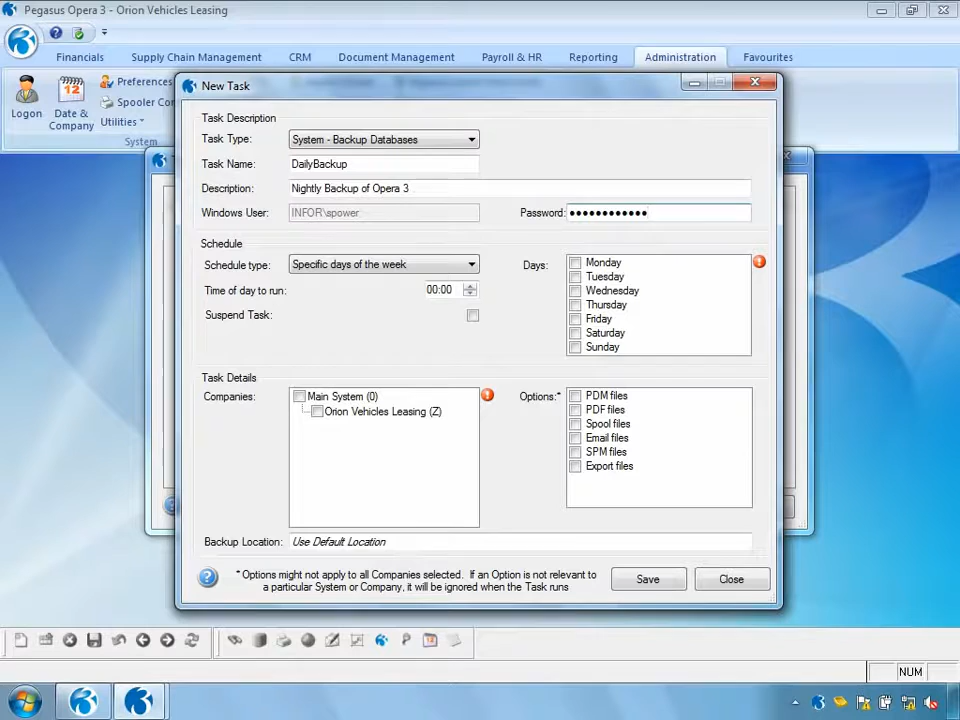 Pegasus Opera 3 - Orion Vehicles Leasing
Financials Supply Chain Management CRM Document Management Payroll & HR Reporting Administration Favourites
Logon
Date & Company
Preferences
Spooler Con
Utilities
System
New Task
Task Description
Task Type: System - Backup Databases
Task Name: DailyBackup
Description: Nightly Backup of Opera 3
Windows User: INFOR\spower Password: ••••••••••••
Schedule
Schedule type: Specific days of the week Days:
Monday
Tuesday
Wednesday
Thursday
Friday
Saturday
Sunday
Time of day to run: 00:00
Suspend Task:
Task Details
Companies:
Main System (0)
Orion Vehicles Leasing (Z)
Options:*
PDM files
PDF files
Spool files
Email files
SPM files
Export files
Backup Location: Use Default Location
* Options might not apply to all Companies selected. If an Option is not relevant to
a particular System or Company, it will be ignored when the Task runs
Save Close
NUM